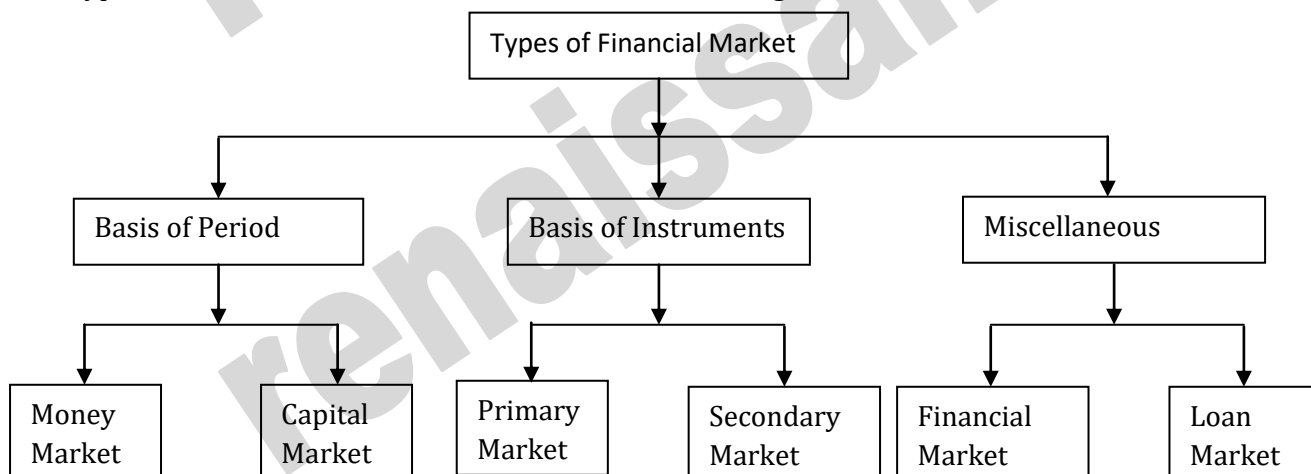 Types of Financial Market
Basis of Period
Basis of Instruments
Miscellaneous
Money
Market
Capital
Market
Primary
Market
Secondary
Market
Financial
Market
Loan
Market